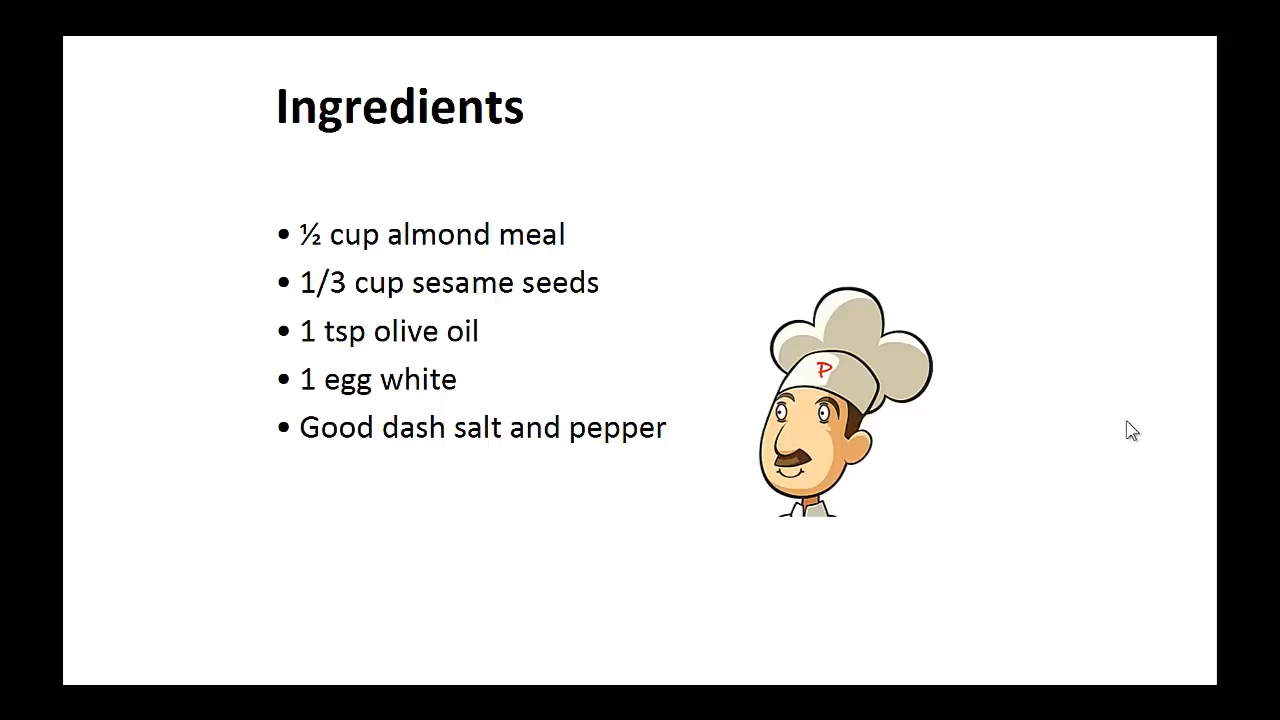 Ingredients
• ½ cup almond meal
• 1/3 cup sesame seeds
• 1 tsp olive oil
• 1 egg white
• Good dash salt and pepper
P